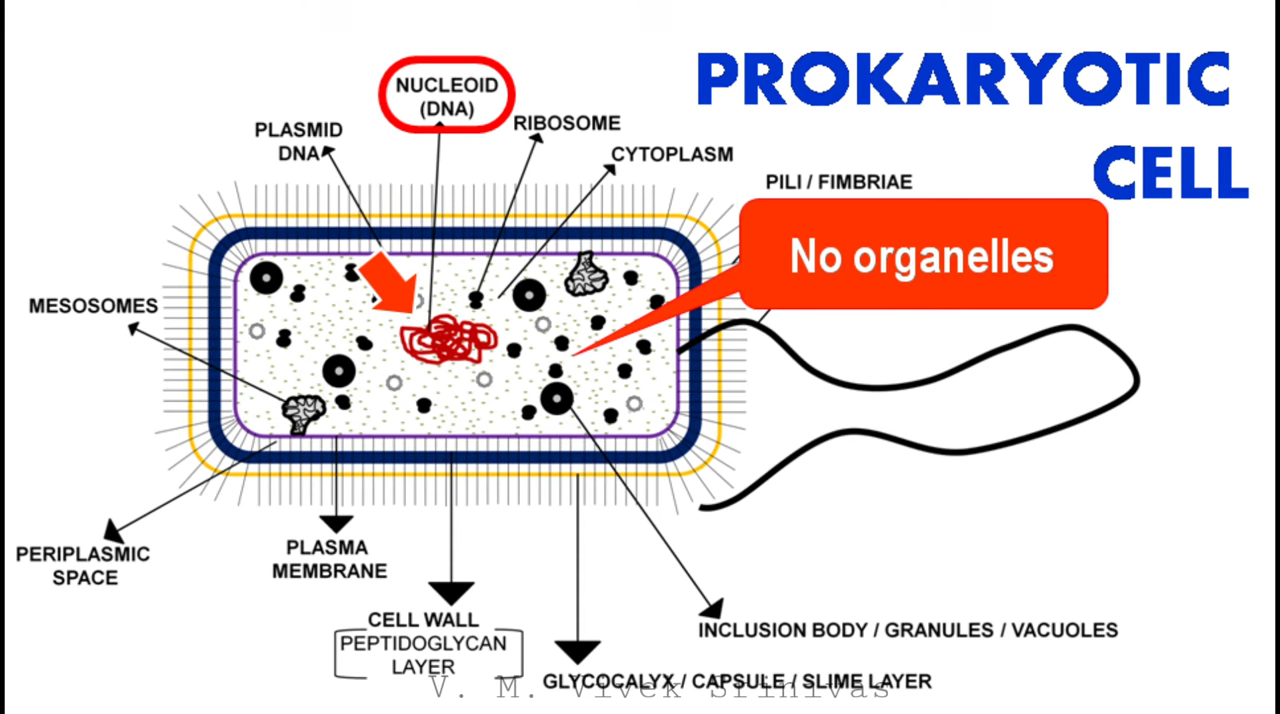 PROKARYOTIC
CELL
NUCLEOID
(DNA)
PLASMID
DNA
RIBOSOME
CYTOPLASM
PILI / FIMBRIAE
No organelles
MESOSOMES
PERIPLASMIC
SPACE
PLASMA
MEMBRANE
CELL WALL
PEPTIDOGLYCAN
LAYER
INCLUSION BODY / GRANULES / VACUOLES
GLYCOCALYX / CAPSULE / SLIME LAYER
V. M. Vivek Srinivas